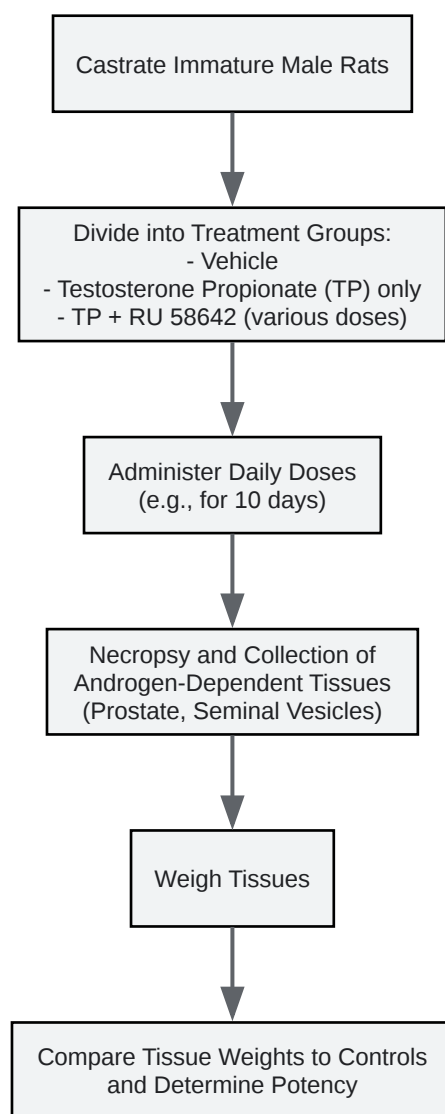 Castrate Immature Male Rats
Divide into Treatment Groups:
- Vehicle
- Testosterone Propionate (TP) only
- TP + RU 58642 (various doses)
Administer Daily Doses
(e.g., for 10 days)
Necropsy and Collection of
Androgen-Dependent Tissues
(Prostate, Seminal Vesicles)
Weigh Tissues
Compare Tissue Weights to Controls
and Determine Potency